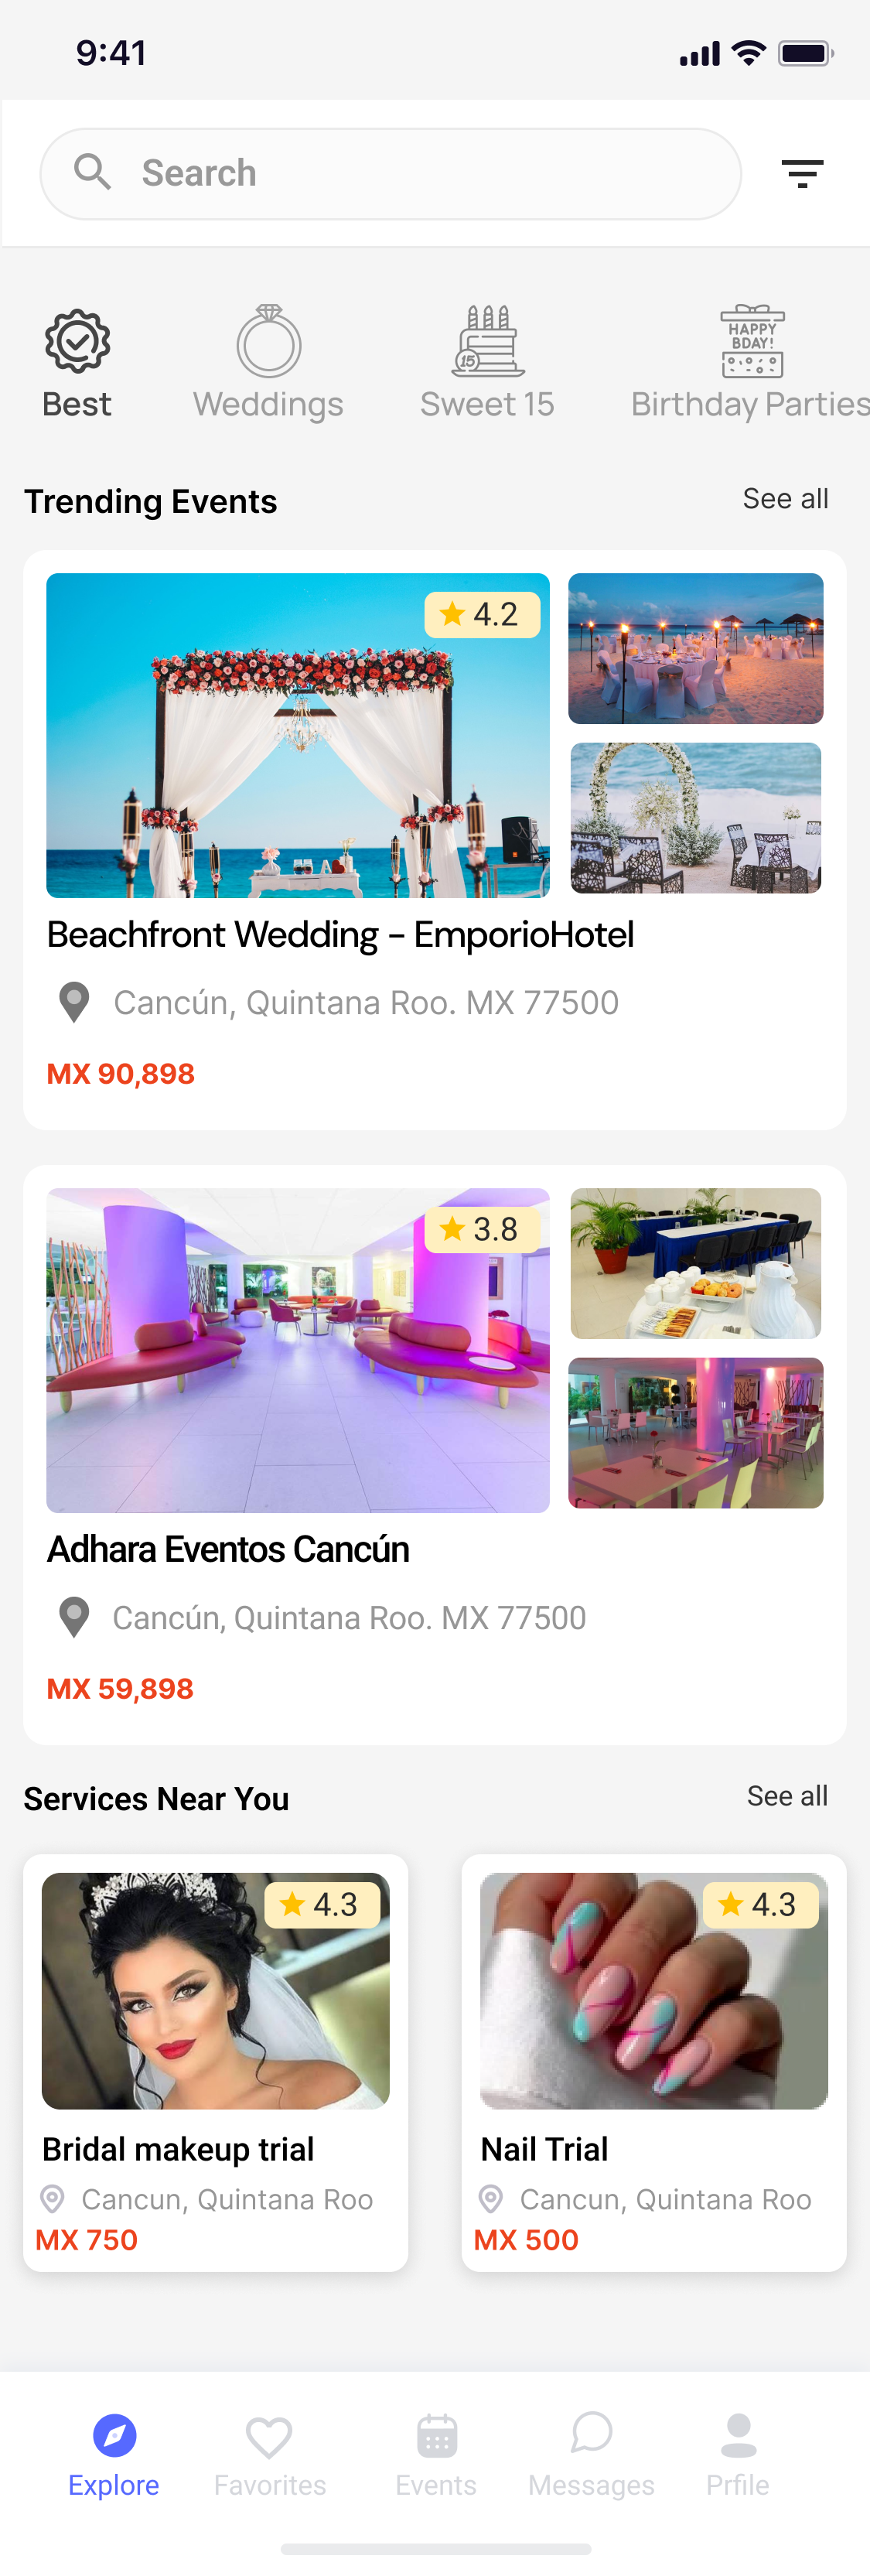 9:41
Search
HAPPY
BDAY!
15
Best
Weddings
Sweet 15
Birthday Parties
Trending Events
See all
4.2
Beachfront Wedding - EmporioHotel
Cancún, Quintana Roo. MX 77500
MX 90,898
3.8
Adhara Eventos Cancún
Cancún, Quintana Roo. MX 77500
MX 59,898
Services Near You
See all
4.3
4.3
Bridal makeup trial
Nail Trial
Cancun, Quintana Roo
Cancun, Quintana Roo
MX 750
MX 500
Explore
Favorites
Events
Messages
Prfile